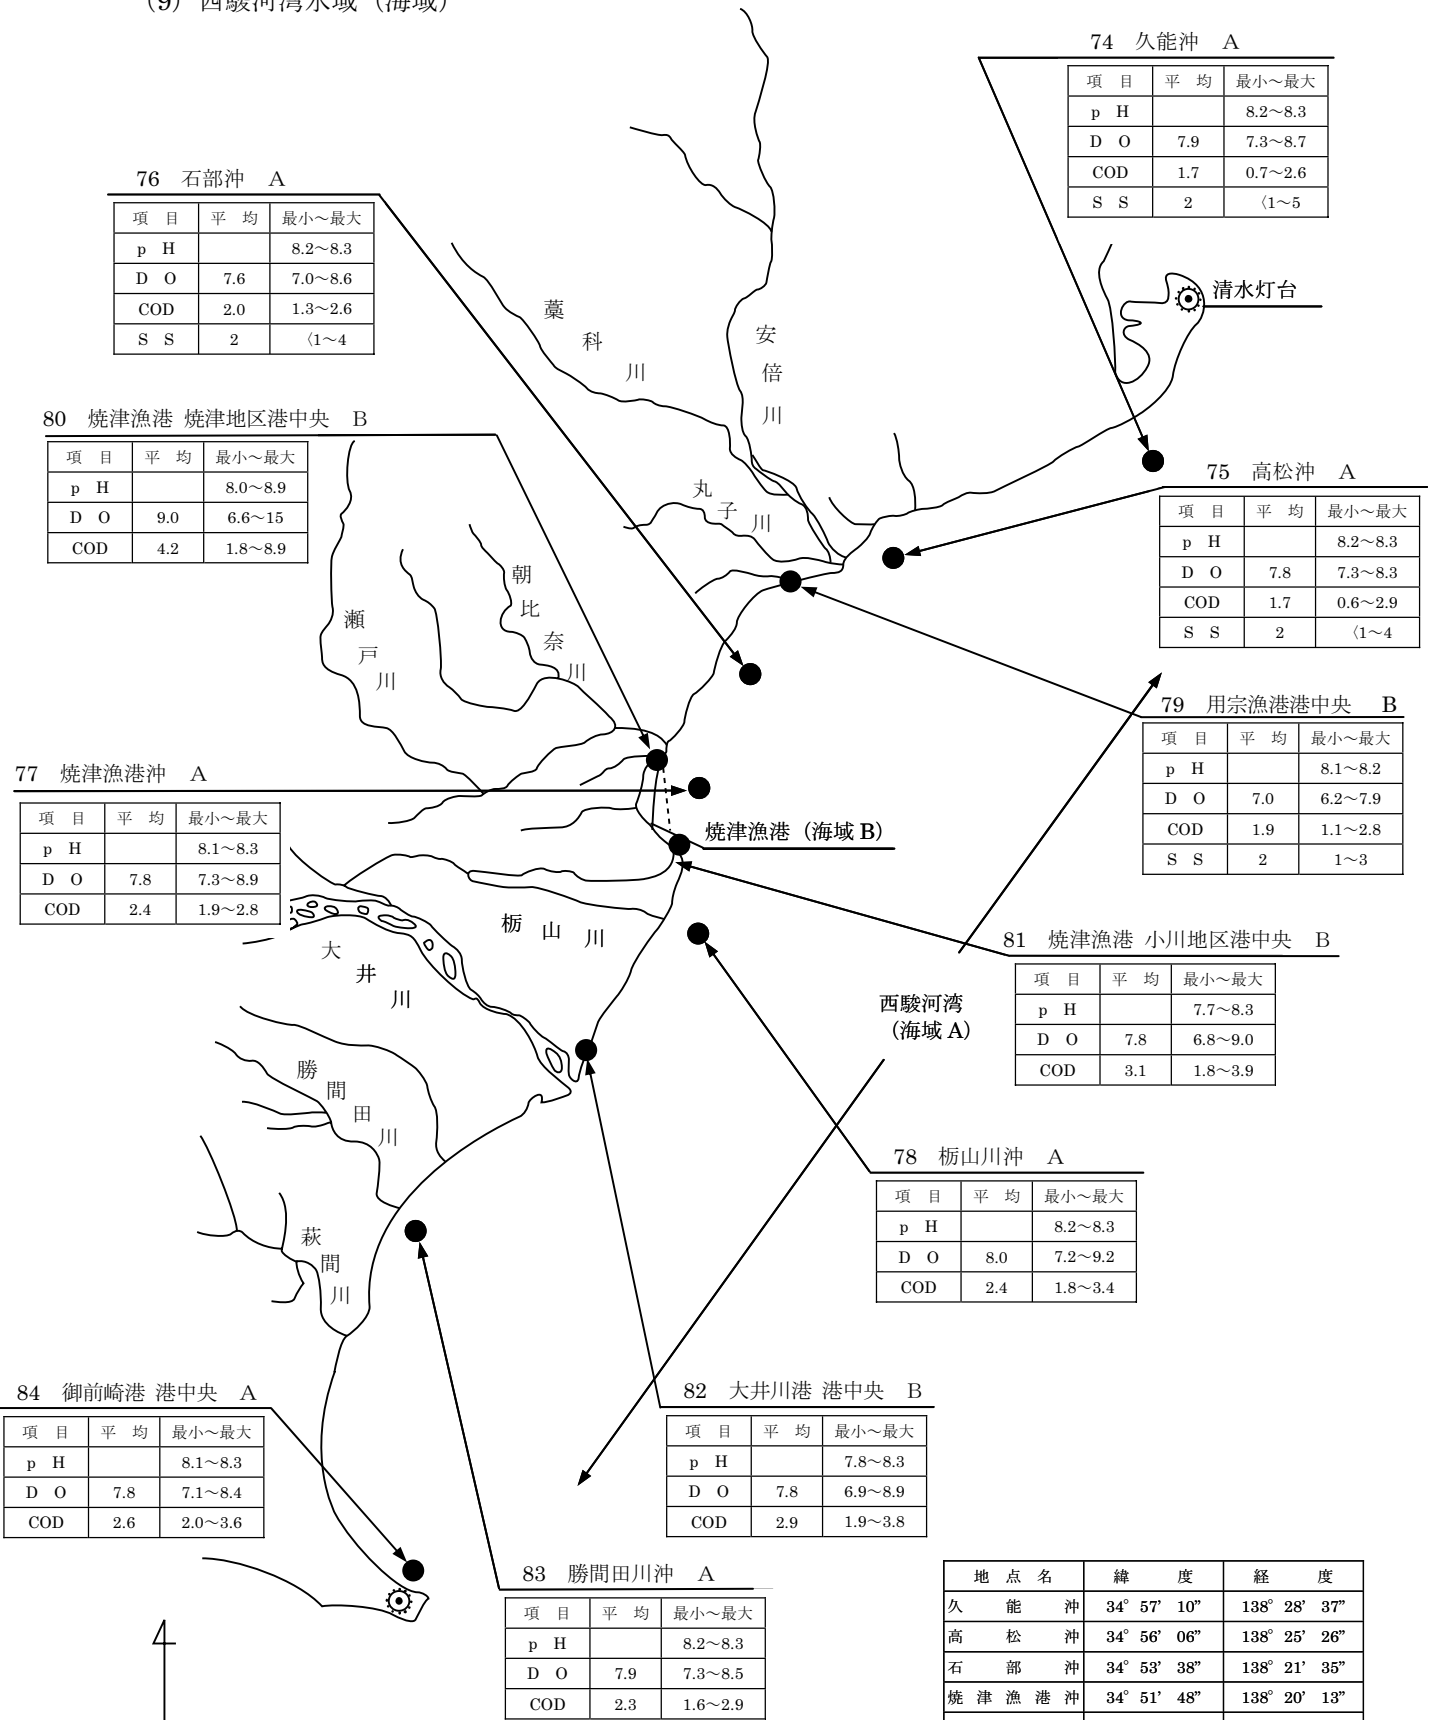 (9) 西駿河湾水域（海域）
74 久能沖 A
項 目 平 均 最小～最大
p H 8.2～8.3
D O 7.9 7.3～8.7
COD 1.7 0.7～2.6
S S 2 〈1～5
76 石部沖 A
項 目 平 均 最小～最大
p H 8.2～8.3
D O 7.6 7.0～8.6
COD 2.0 1.3～2.6
S S 2 〈1～4
清水灯台
藁科川
安倍川
80 焼津漁港 焼津地区港中央 B
項 目 平 均 最小～最大
p H 8.0～8.9
D O 9.0 6.6～15
COD 4.2 1.8～8.9
75 高松沖 A
項 目 平 均 最小～最大
p H 8.2～8.3
D O 7.8 7.3～8.3
COD 1.7 0.6～2.9
S S 2 〈1～4
丸子川
朝比奈川
瀬戸川
79 用宗漁港港中央 B
項 目 平 均 最小～最大
p H 8.1～8.2
D O 7.0 6.2～7.9
COD 1.9 1.1～2.8
S S 2 1～3
77 焼津漁港沖 A
項 目 平 均 最小～最大
p H 8.1～8.3
D O 7.8 7.3～8.9
COD 2.4 1.9～2.8
焼津漁港（海域 B）
栃山川
大井川
81 焼津漁港 小川地区港中央 B
項 目 平 均 最小～最大
p H 7.7～8.3
D O 7.8 6.8～9.0
COD 3.1 1.8～3.9
西駿河湾
（海域 A）
勝間田川
78 栃山川沖 A
項 目 平 均 最小～最大
p H 8.2～8.3
D O 8.0 7.2～9.2
COD 2.4 1.8～3.4
萩間川
84 御前崎港 港中央 A
項 目 平 均 最小～最大
p H 8.1～8.3
D O 7.8 7.1～8.4
COD 2.6 2.0～3.6
82 大井川港 港中央 B
項 目 平 均 最小～最大
p H 7.8～8.3
D O 7.8 6.9～8.9
COD 2.9 1.9～3.8
83 勝間田川沖 A
項 目 平 均 最小～最大
p H 8.2～8.3
D O 7.9 7.3～8.5
COD 2.3 1.6～2.9
地 点 名 緯 度 経 度
久 能 沖 34° 57’ 10” 138° 28’ 37”
高 松 沖 34° 56’ 06” 138° 25’ 26”
石 部 沖 34° 53’ 38” 138° 21’ 35”
焼 津 漁 港 沖 34° 51’ 48” 138° 20’ 13”